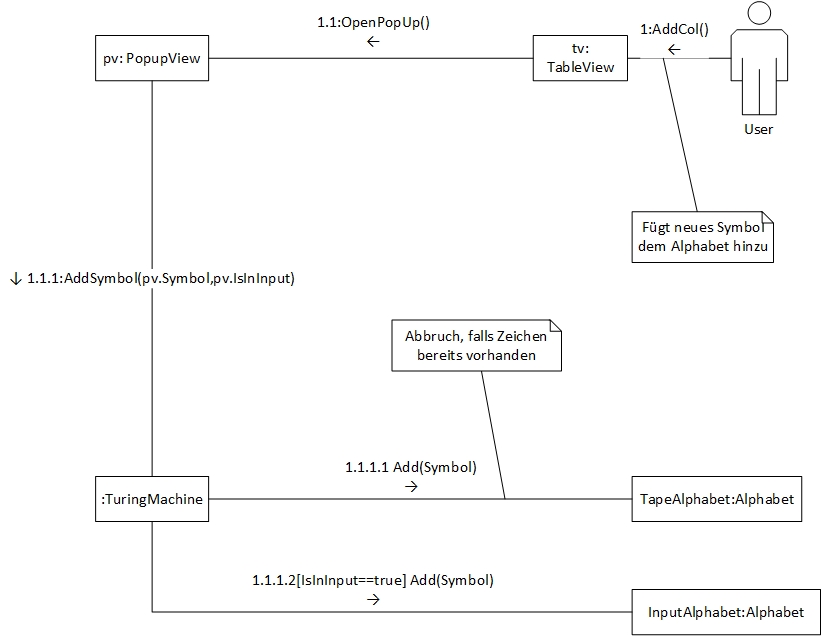 1.1:OpenPopUp()
1:AddCol()
←
←
pv: PopupView
tv:
TableView
User
Fügt neues Symbol
dem Alphabet hinzu
↓ 1.1.1:AddSymbol(pv.Symbol,pv.IsInInput)
Abbruch, falls Zeichen
bereits vorhanden
1.1.1.1 Add(Symbol)
→
:TuringMachine
TapeAlphabet:Alphabet
1.1.1.2[IsInInput==true] Add(Symbol)
→
InputAlphabet:Alphabet